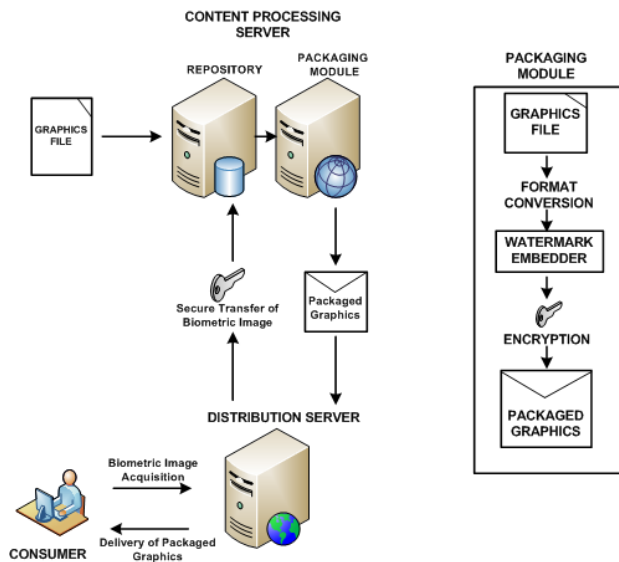 CONTENT PROCESSING
SERVER
REPOSITORY
PACKAGING
MODULE
GRAPHICS
FILE
Secure Transfer of
Biometric Image
Packaged
Graphics
DISTRIBUTION SERVER
Biometric Image
Acquisition
Delivery of Packaged
Graphics
CONSUMER
PACKAGING
MODULE
GRAPHICS
FILE
FORMAT
CONVERSION
WATERMARK
EMBEDDER
ENCRYPTION
PACKAGED
GRAPHICS